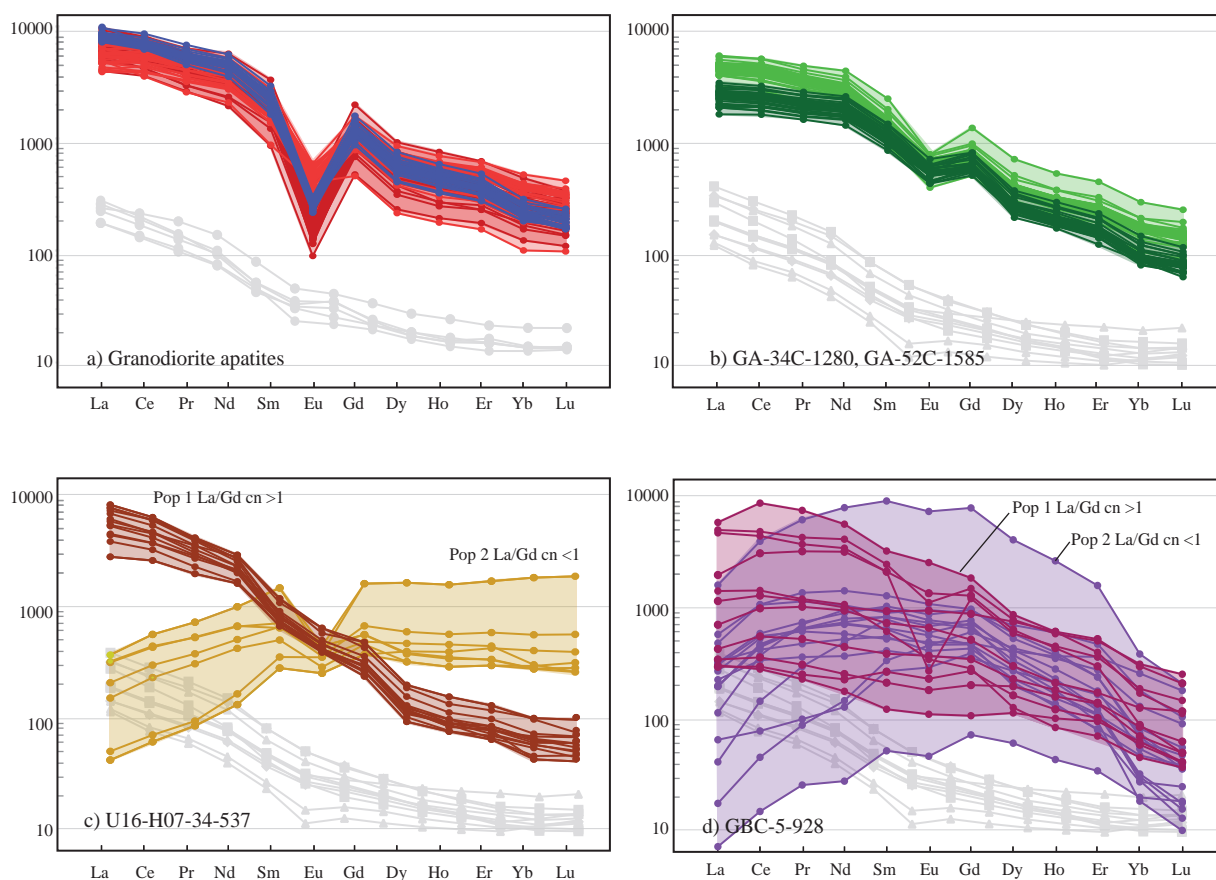 10000
1000
100
10
a) Granodiorite apatites
La Ce Pr Nd Sm Eu Gd Dy Ho Er Yb Lu
10000
1000
100
10
b) GA-34C-1280, GA-52C-1585
La Ce Pr Nd Sm Eu Gd Dy Ho Er Yb Lu
10000
Pop 1 La/Gd cn >1
Pop 2 La/Gd cn <1
1000
100
10
c) U16-H07-34-537
La Ce Pr Nd Sm Eu Gd Dy Ho Er Yb Lu
10000
Pop 1 La/Gd cn >1
Pop 2 La/Gd cn <1
1000
100
10
d) GBC-5-928
La Ce Pr Nd Sm Eu Gd Dy Ho Er Yb Lu